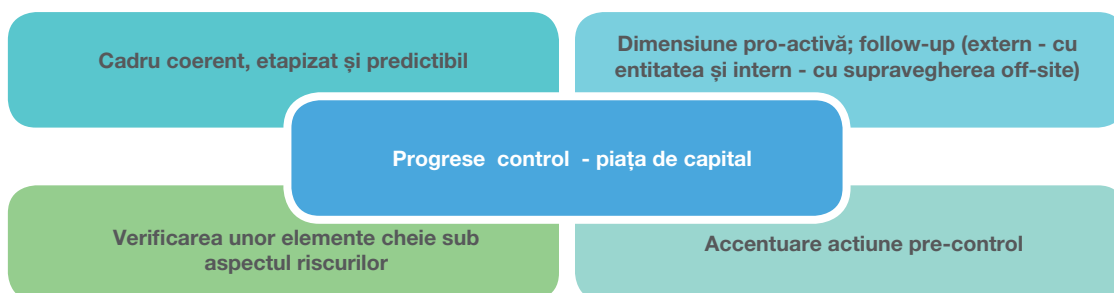 Cadru coerent, etapizat și predictibil
Dimensiune pro-activă; follow-up (extern - cu
entitatea și intern - cu supravegherea off-site)
Progrese control - piața de capital
Verificarea unor elemente cheie sub
aspectul riscurilor
Accentuare actiune pre-control